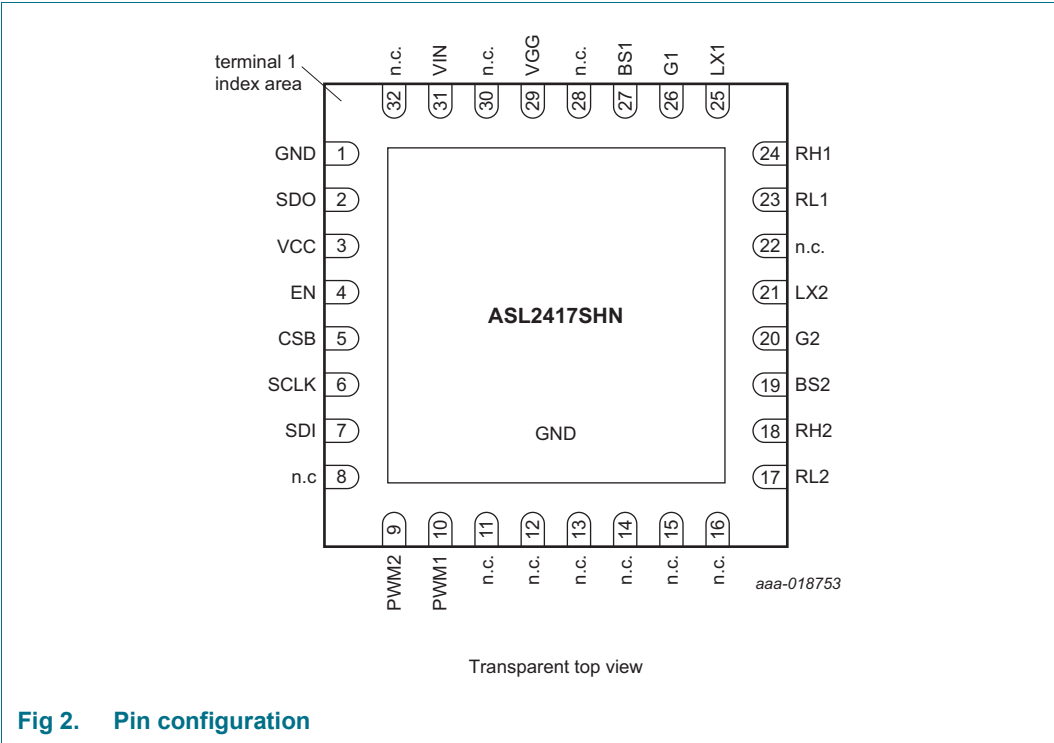 terminal 1
index area
n.c.
VIN
n.c.
VGG
n.c.
BS1
G1
LX1
32
31
30
29
28
27
26
25
GND 1
SDO 2
VCC 3
EN 4
CSB 5
SCLK 6
SDI 7
n.c 8
24 RH1
23 RL1
22 n.c.
21 LX2
20 G2
19 BS2
18 RH2
17 RL2
ASL2417SHN
GND
9
10
11
12
13
14
15
16
PWM2
PWM1
n.c.
n.c.
n.c.
n.c.
n.c.
n.c.
aaa-018753
Transparent top view
Fig 2. Pin configuration